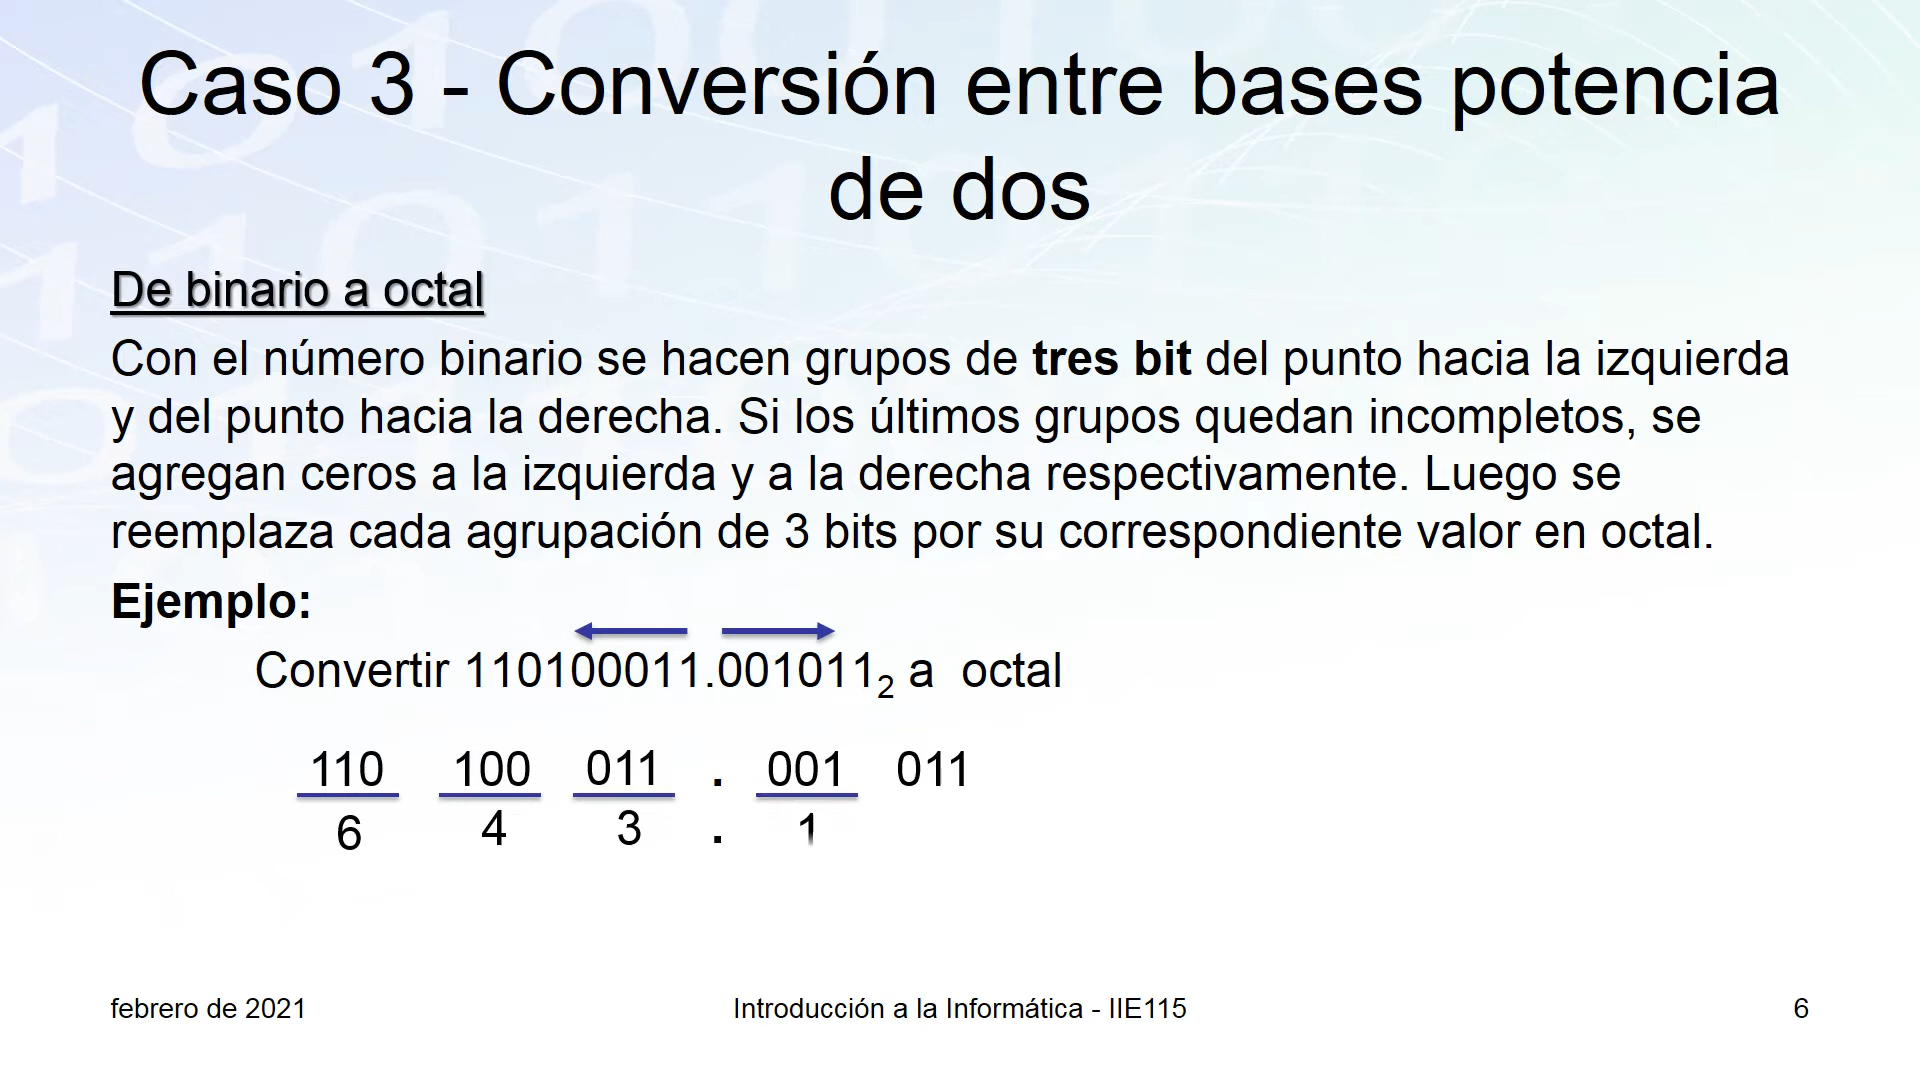 Caso 3 - Conversión entre bases potencia
de dos
De binario a octal
Con el número binario se hacen grupos de tres bit del punto hacia la izquierda
y del punto hacia la derecha. Si los últimos grupos quedan incompletos, se
agregan ceros a la izquierda y a la derecha respectivamente. Luego se
reemplaza cada agrupación de 3 bits por su correspondiente valor en octal.
Ejemplo:
Convertir 110100011.001011₂ a octal
110 100 011 . 001 011
6 4 3 . 1
febrero de 2021 Introducción a la Informática - IIE115 6